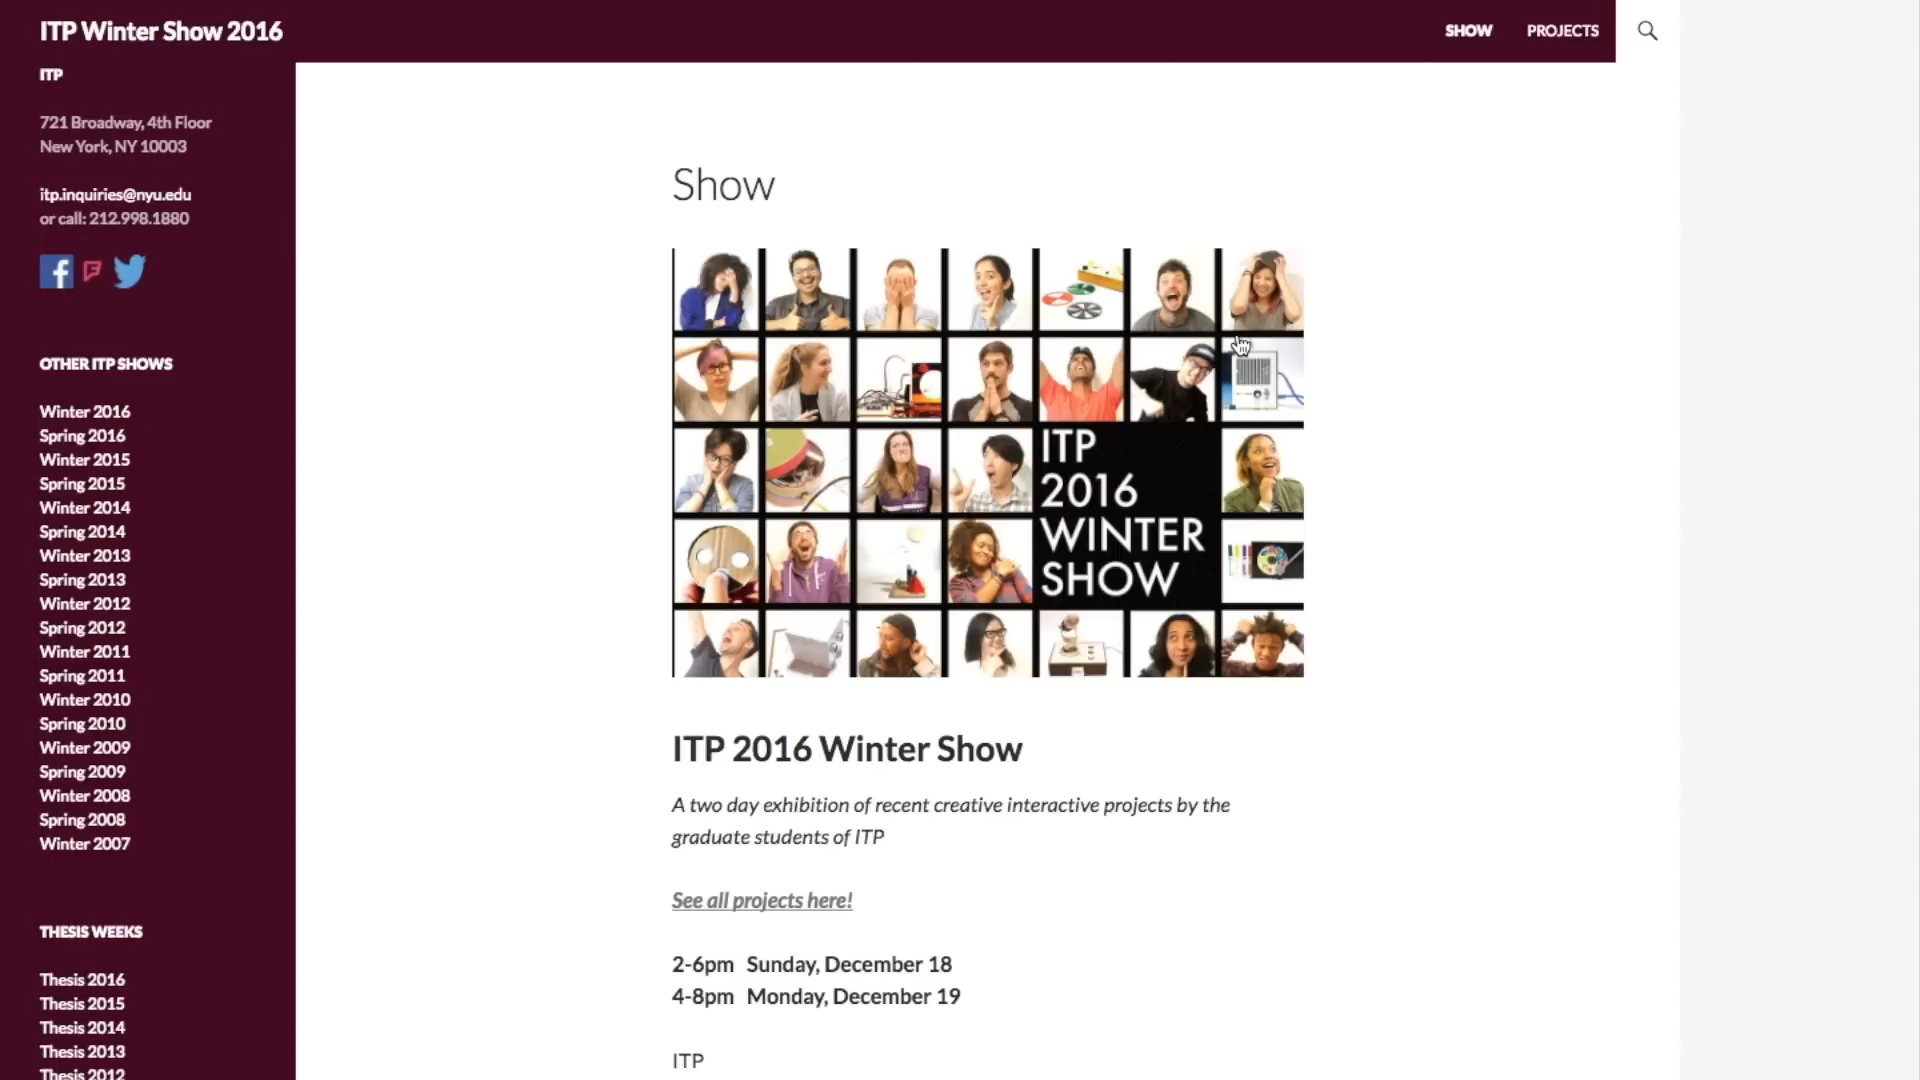 ITP Winter Show 2016
SHOW
PROJECTS
ITP
721 Broadway, 4th Floor
New York, NY 10003
itp.inquiries@nyu.edu
or call: 212.998.1880
OTHER ITP SHOWS
Winter 2016
Spring 2016
Winter 2015
Spring 2015
Winter 2014
Spring 2014
Winter 2013
Spring 2013
Winter 2012
Spring 2012
Winter 2011
Spring 2011
Winter 2010
Spring 2010
Winter 2009
Spring 2009
Winter 2008
Spring 2008
Winter 2007
THESIS WEEKS
Thesis 2016
Thesis 2015
Thesis 2014
Thesis 2013
Thesis 2012
Show
ITP
2016
WINTER
SHOW
ITP 2016 Winter Show
A two day exhibition of recent creative interactive projects by the
graduate students of ITP
See all projects here!
2-6pm Sunday, December 18
4-8pm Monday, December 19
ITP